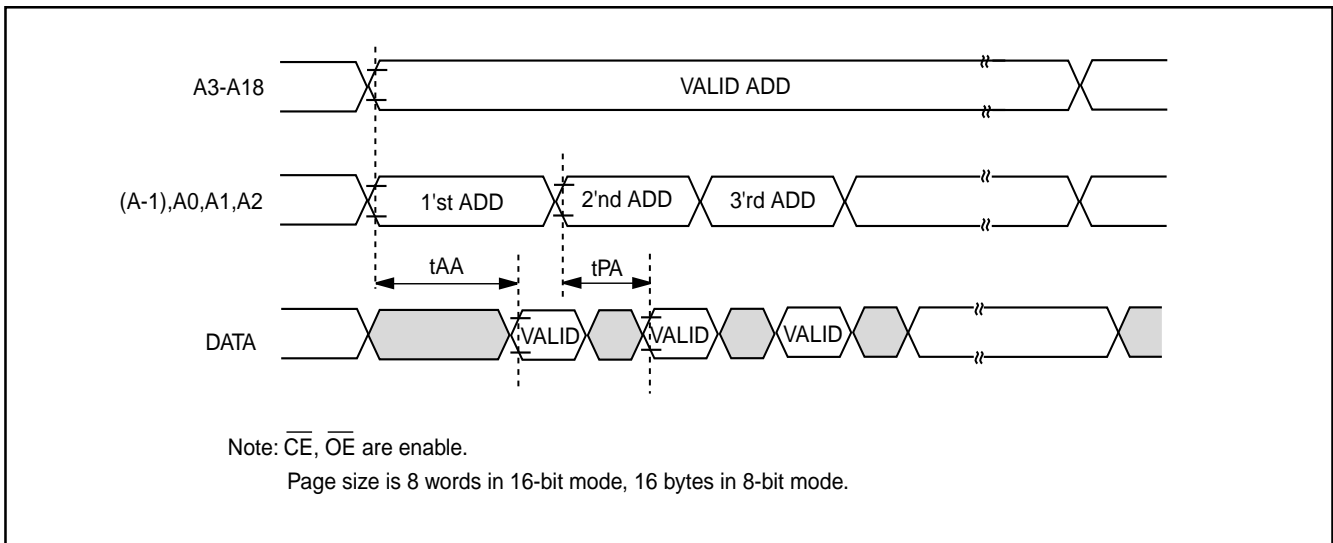 A3-A18
VALID ADD
(A-1),A0,A1,A2
1'st ADD
2'nd ADD
3'rd ADD
tAA
tPA
DATA
VALID
VALID
VALID
Note: C̅E̅, O̅E̅ are enable.
Page size is 8 words in 16-bit mode, 16 bytes in 8-bit mode.